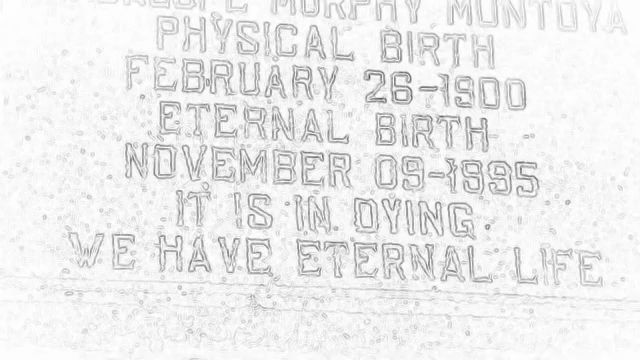 MURPHY MONTOYA
PHYSICAL BIRTH
FEBRUARY 26-1900
ETERNAL BIRTH
NOVEMBER 09-1995
IT IS IN DYING
WE HAVE ETERNAL LIFE